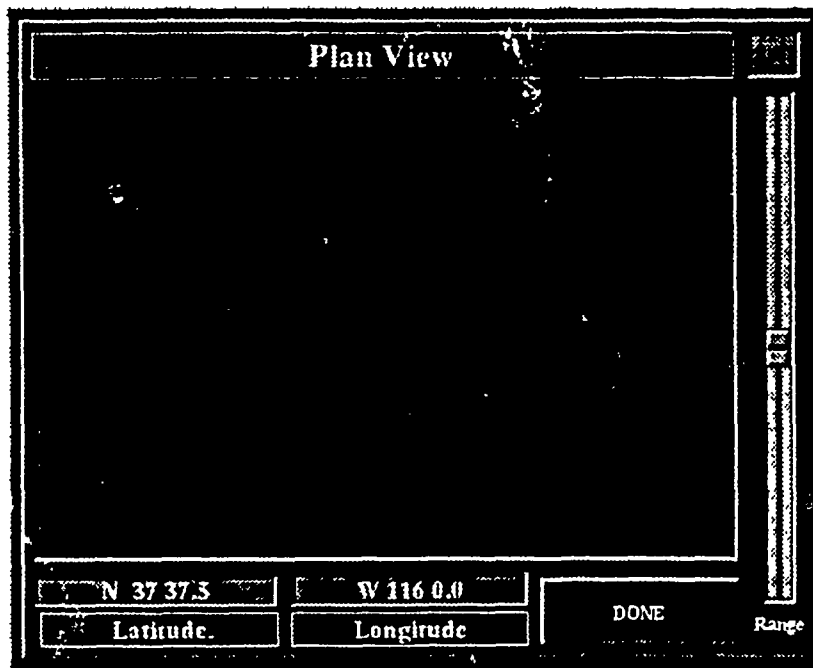 Plan View
N 37 37.5
W 116 0.0
DONE
Latitude.
Longitude
Range